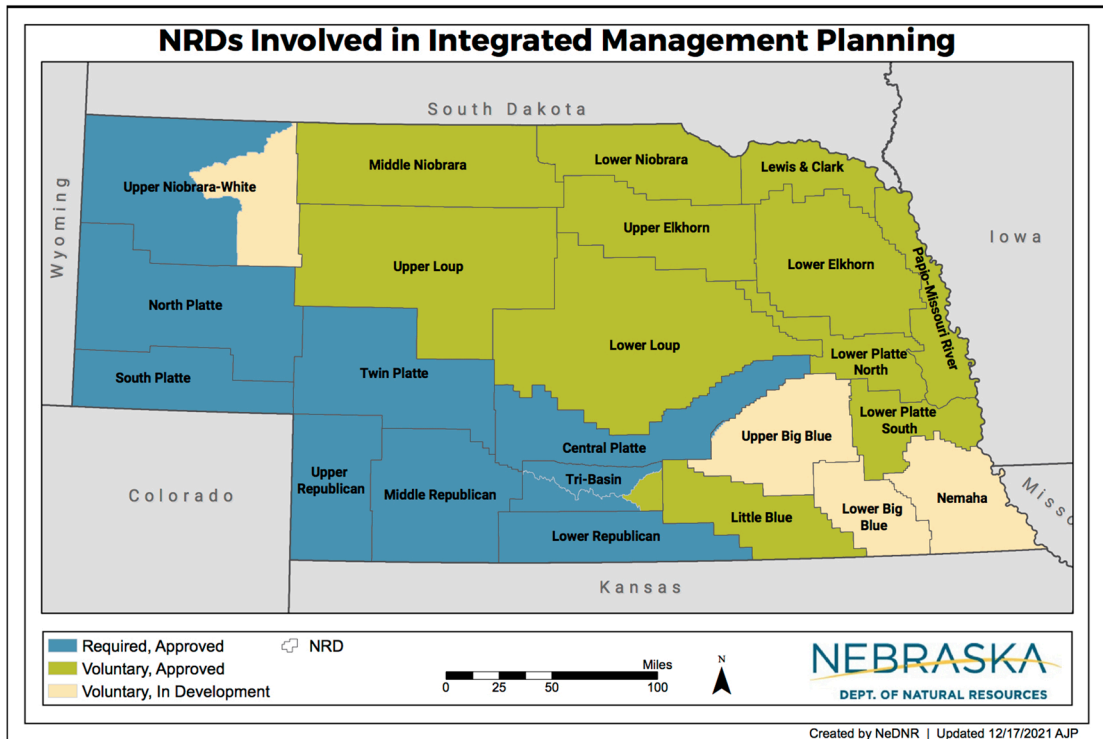 NRDs Involved in Integrated Management Planning
South Dakota
Wyoming
Iowa
Colorado
Kansas
Misso
Upper Niobrara-White
Middle Niobrara
Lower Niobrara
Lewis & Clark
Upper Elkhorn
Lower Elkhorn
Papio-Missouri River
Upper Loup
North Platte
Lower Loup
Lower Platte
North
South Platte
Twin Platte
Lower Platte
South
Central Platte
Upper Big Blue
Upper
Republican
Middle Republican
Tri-Basin
Little Blue
Lower Big
Blue
Nemaha
Lower Republican
Required, Approved
NRD
Voluntary, Approved
Voluntary, In Development
Miles
0 25 50 100
N
NEBRASKA
DEPT. OF NATURAL RESOURCES
Created by NeDNR | Updated 12/17/2021 AJP